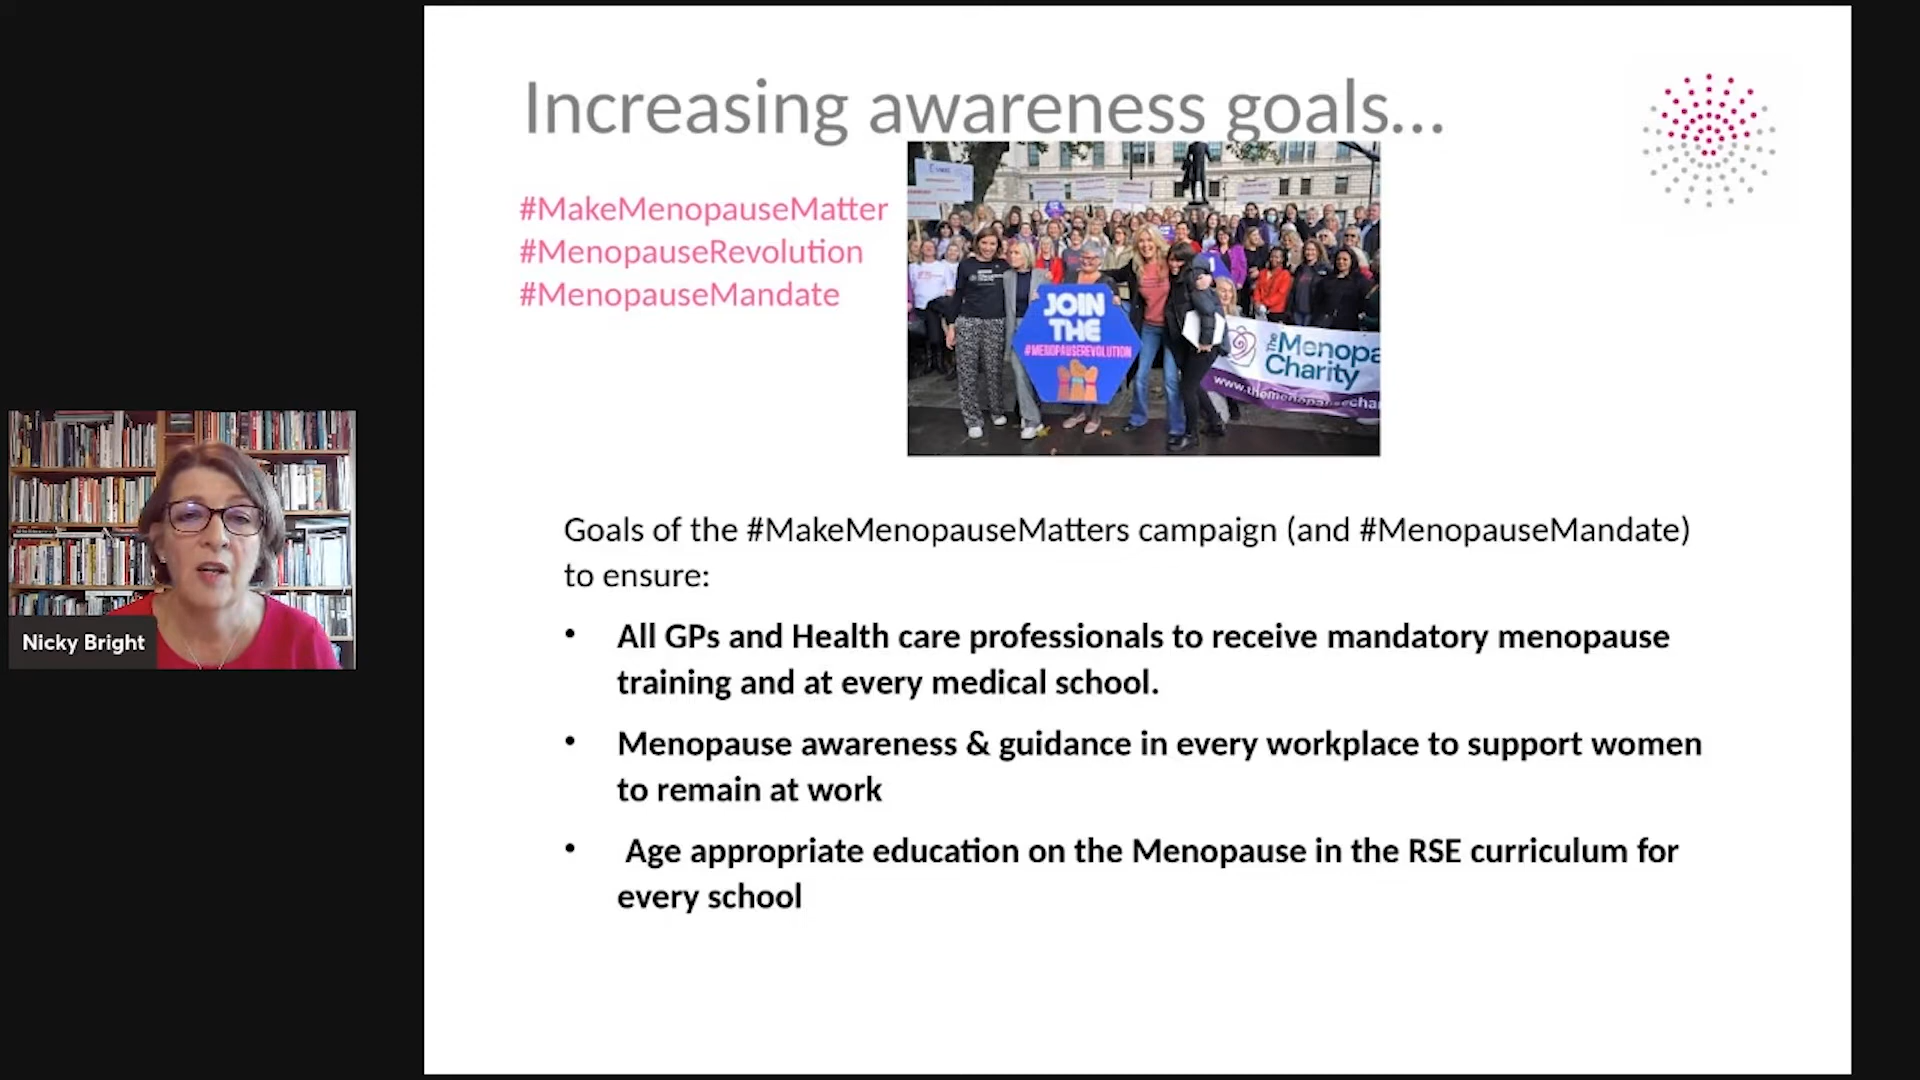 Increasing awareness goals...
#MakeMenopauseMatter
#MenopauseRevolution
#MenopauseMandate
JOIN
THE
#MENOPAUSEREVOLUTION
The Menopa
Charity
Goals of the #MakeMenopauseMatters campaign (and #MenopauseMandate)
to ensure:
• All GPs and Health care professionals to receive mandatory menopause
training and at every medical school.
• Menopause awareness & guidance in every workplace to support women
to remain at work
• Age appropriate education on the Menopause in the RSE curriculum for
every school
Nicky Bright